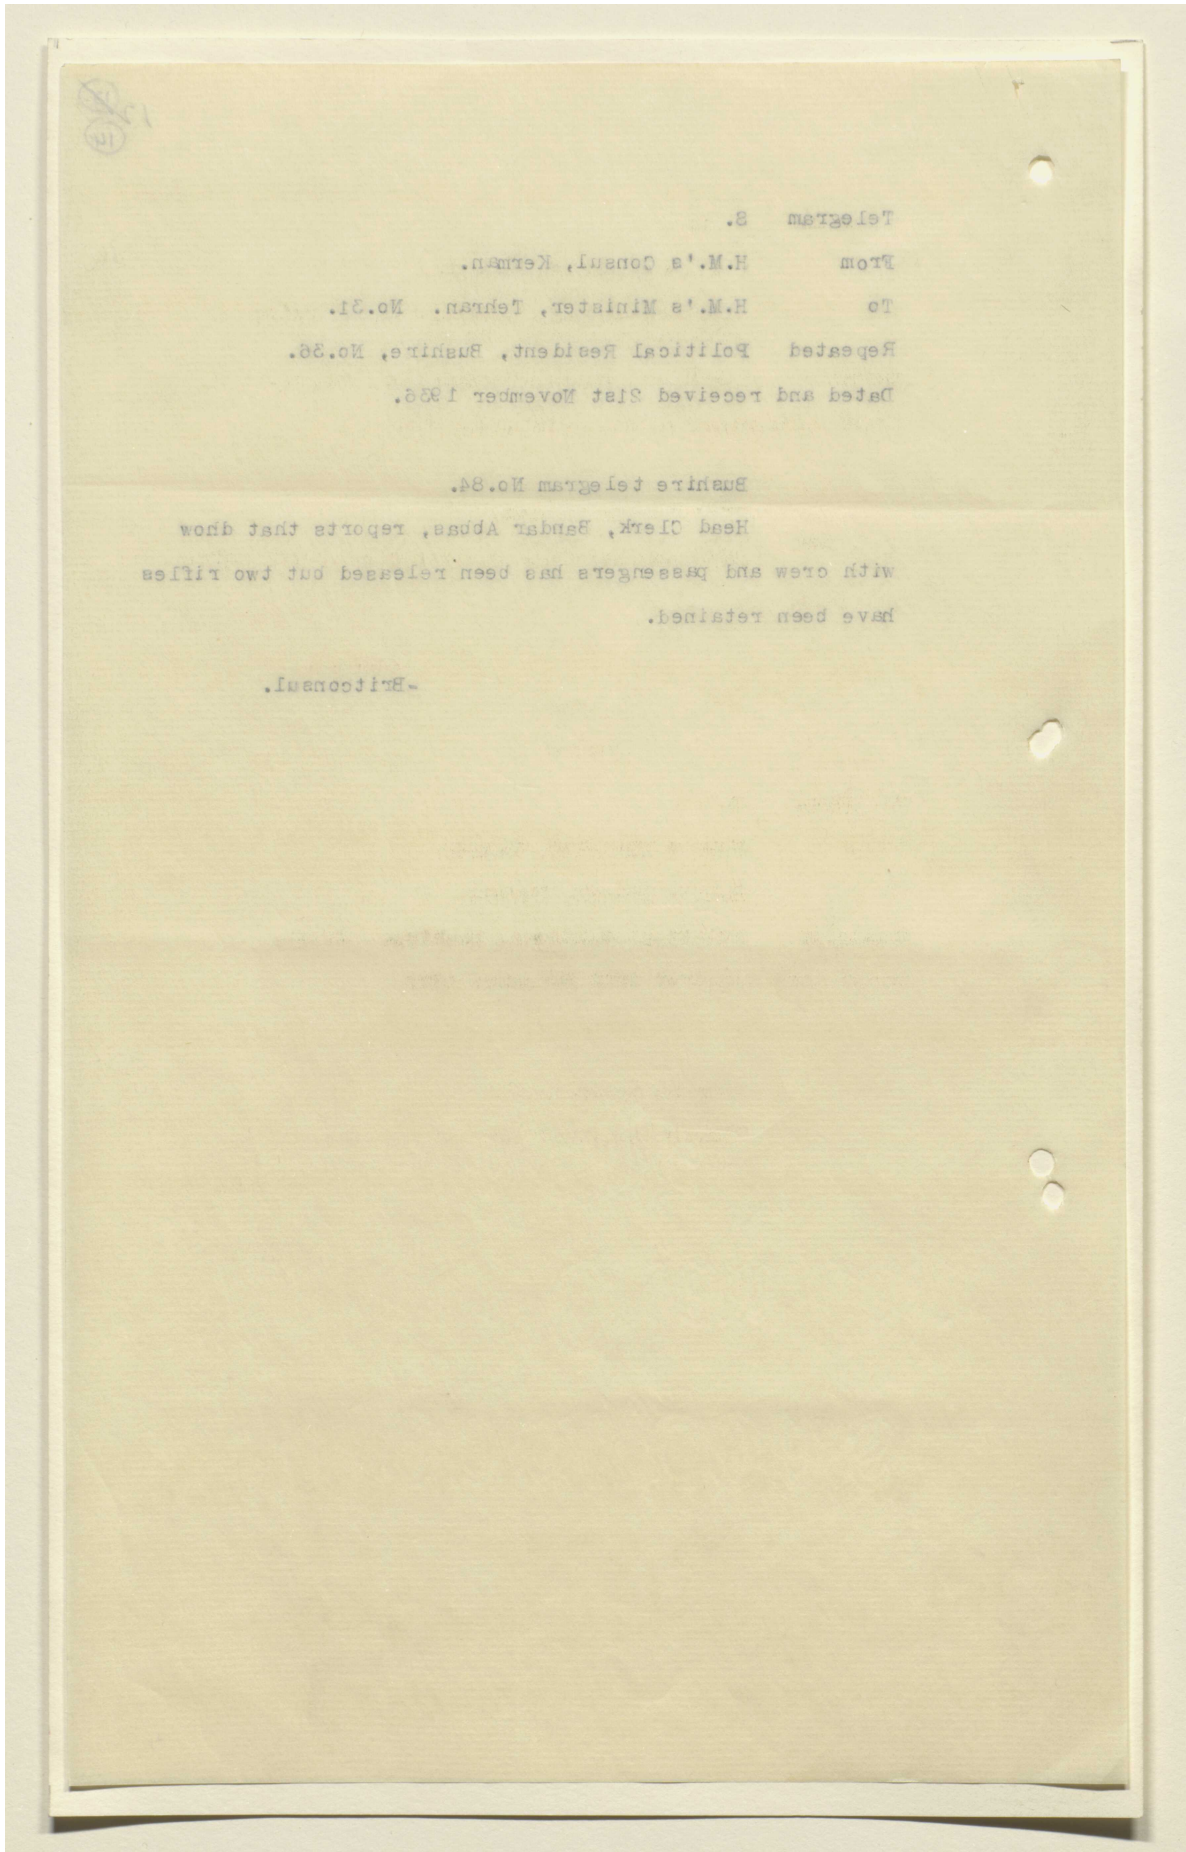 Telegram S.
From H.M.'s Consul, Kerman.
To H.M.'s Minister, Tehran. No.31.
Repeated Political Resident, Bushire, No.36.
Dated and received 21st November 1936.
Bushire telegram No.84.
Head Clerk, Bandar Abbas, reports that dhow
with crew and passengers has been released but two rifles
have been retained.
-Britconsul.